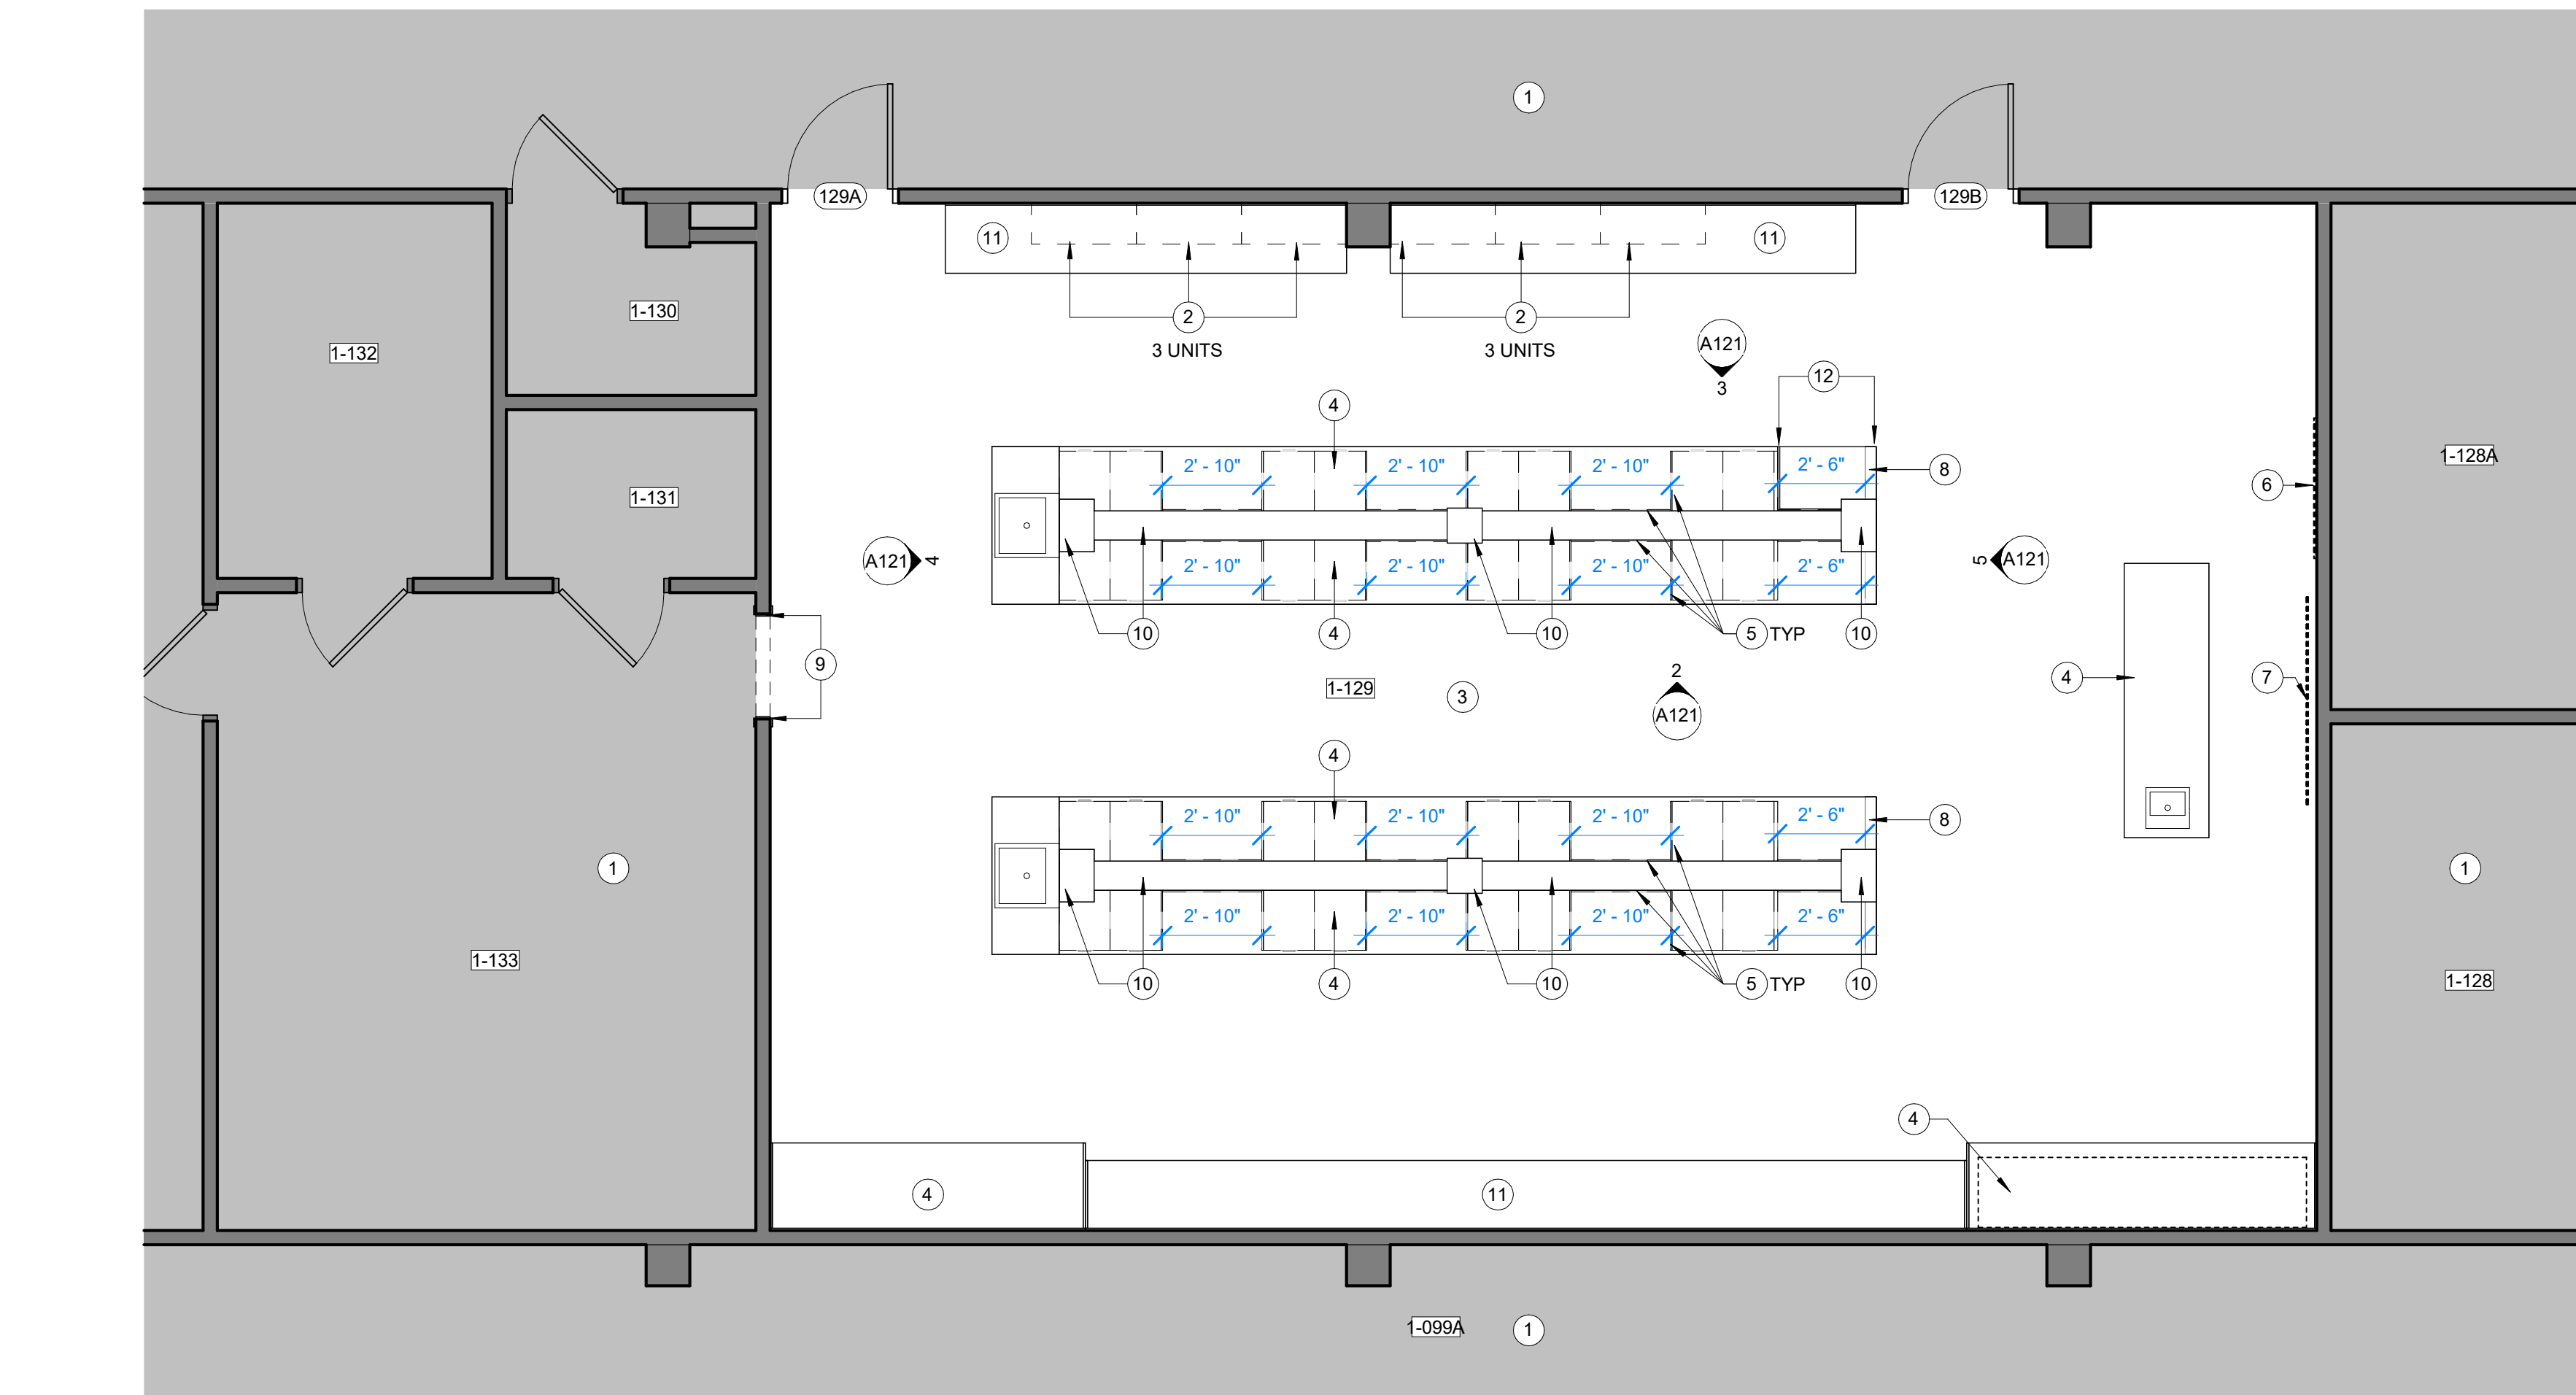 1
129A
129B
11
11
1-130
2
2
3 UNITS
3 UNITS
A121
3
1-132
12
4
1-128A
2' - 10"
2' - 10"
2' - 10"
2' - 6"
8
6
1-131
A121
4
5
A121
2' - 10"
2' - 10"
2' - 10"
2' - 6"
10
4
10
5 TYP
10
9
2
1-129
3
A121
4
7
4
2' - 10"
2' - 10"
2' - 10"
2' - 6"
8
1
1
2' - 10"
2' - 10"
2' - 10"
2' - 6"
1-133
10
4
10
5 TYP
10
1-128
4
4
11
1-099A
1